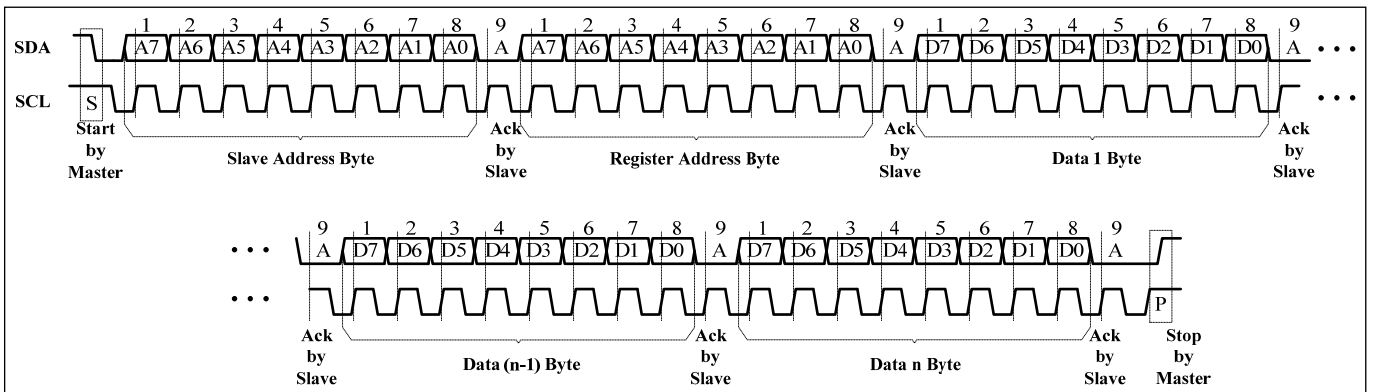 1 2 3 4 5 6 7 8 9 1 2 3 4 5 6 7 8 9 1 2 3 4 5 6 7 8 9
SDA A7 A6 A5 A4 A3 A2 A1 A0 A A7 A6 A5 A4 A3 A2 A1 A0 A D7 D6 D5 D4 D3 D2 D1 D0 A • • •
SCL S • • •
Start by Master
Slave Address Byte
Ack by Slave
Register Address Byte
Ack by Slave
Data 1 Byte
Ack by Slave
9 1 2 3 4 5 6 7 8 9 1 2 3 4 5 6 7 8 9
• • • A D7 D6 D5 D4 D3 D2 D1 D0 A D7 D6 D5 D4 D3 D2 D1 D0 A
• • • P
Ack by Slave
Data (n-1) Byte
Ack by Slave
Data n Byte
Ack by Slave
Stop by Master